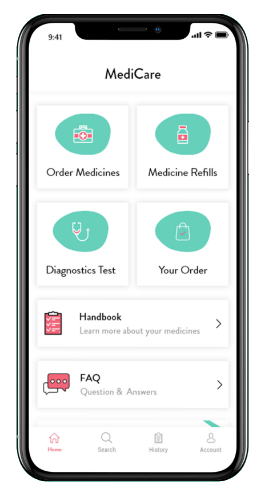 9:41
MediCare
Order Medicines
Medicine Refills
Diagnostics Test
Your Order
Handbook
Learn more about your medicines
FAQ
Question & Answers
Home
Search
History
Account